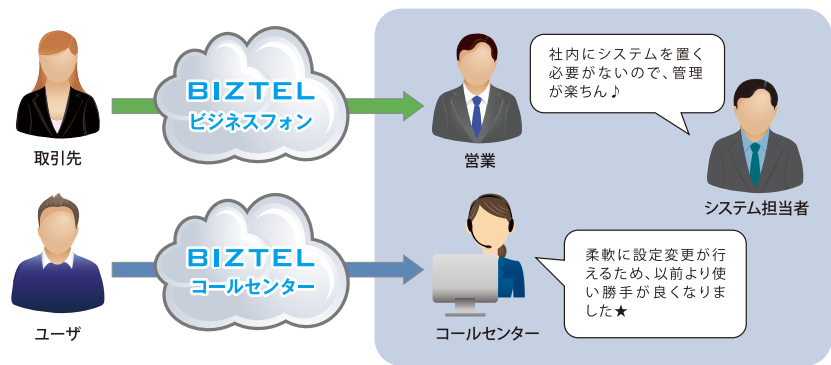 BIZTEL
ビジネスフォン
取引先
営業
社内にシステムを置く
必要がないので、管理
が楽ちん♪
システム担当者
BIZTEL
コールセンター
ユーザ
コールセンター
柔軟に設定変更が行
えるため、以前より使
い勝手が良くなりま
した★